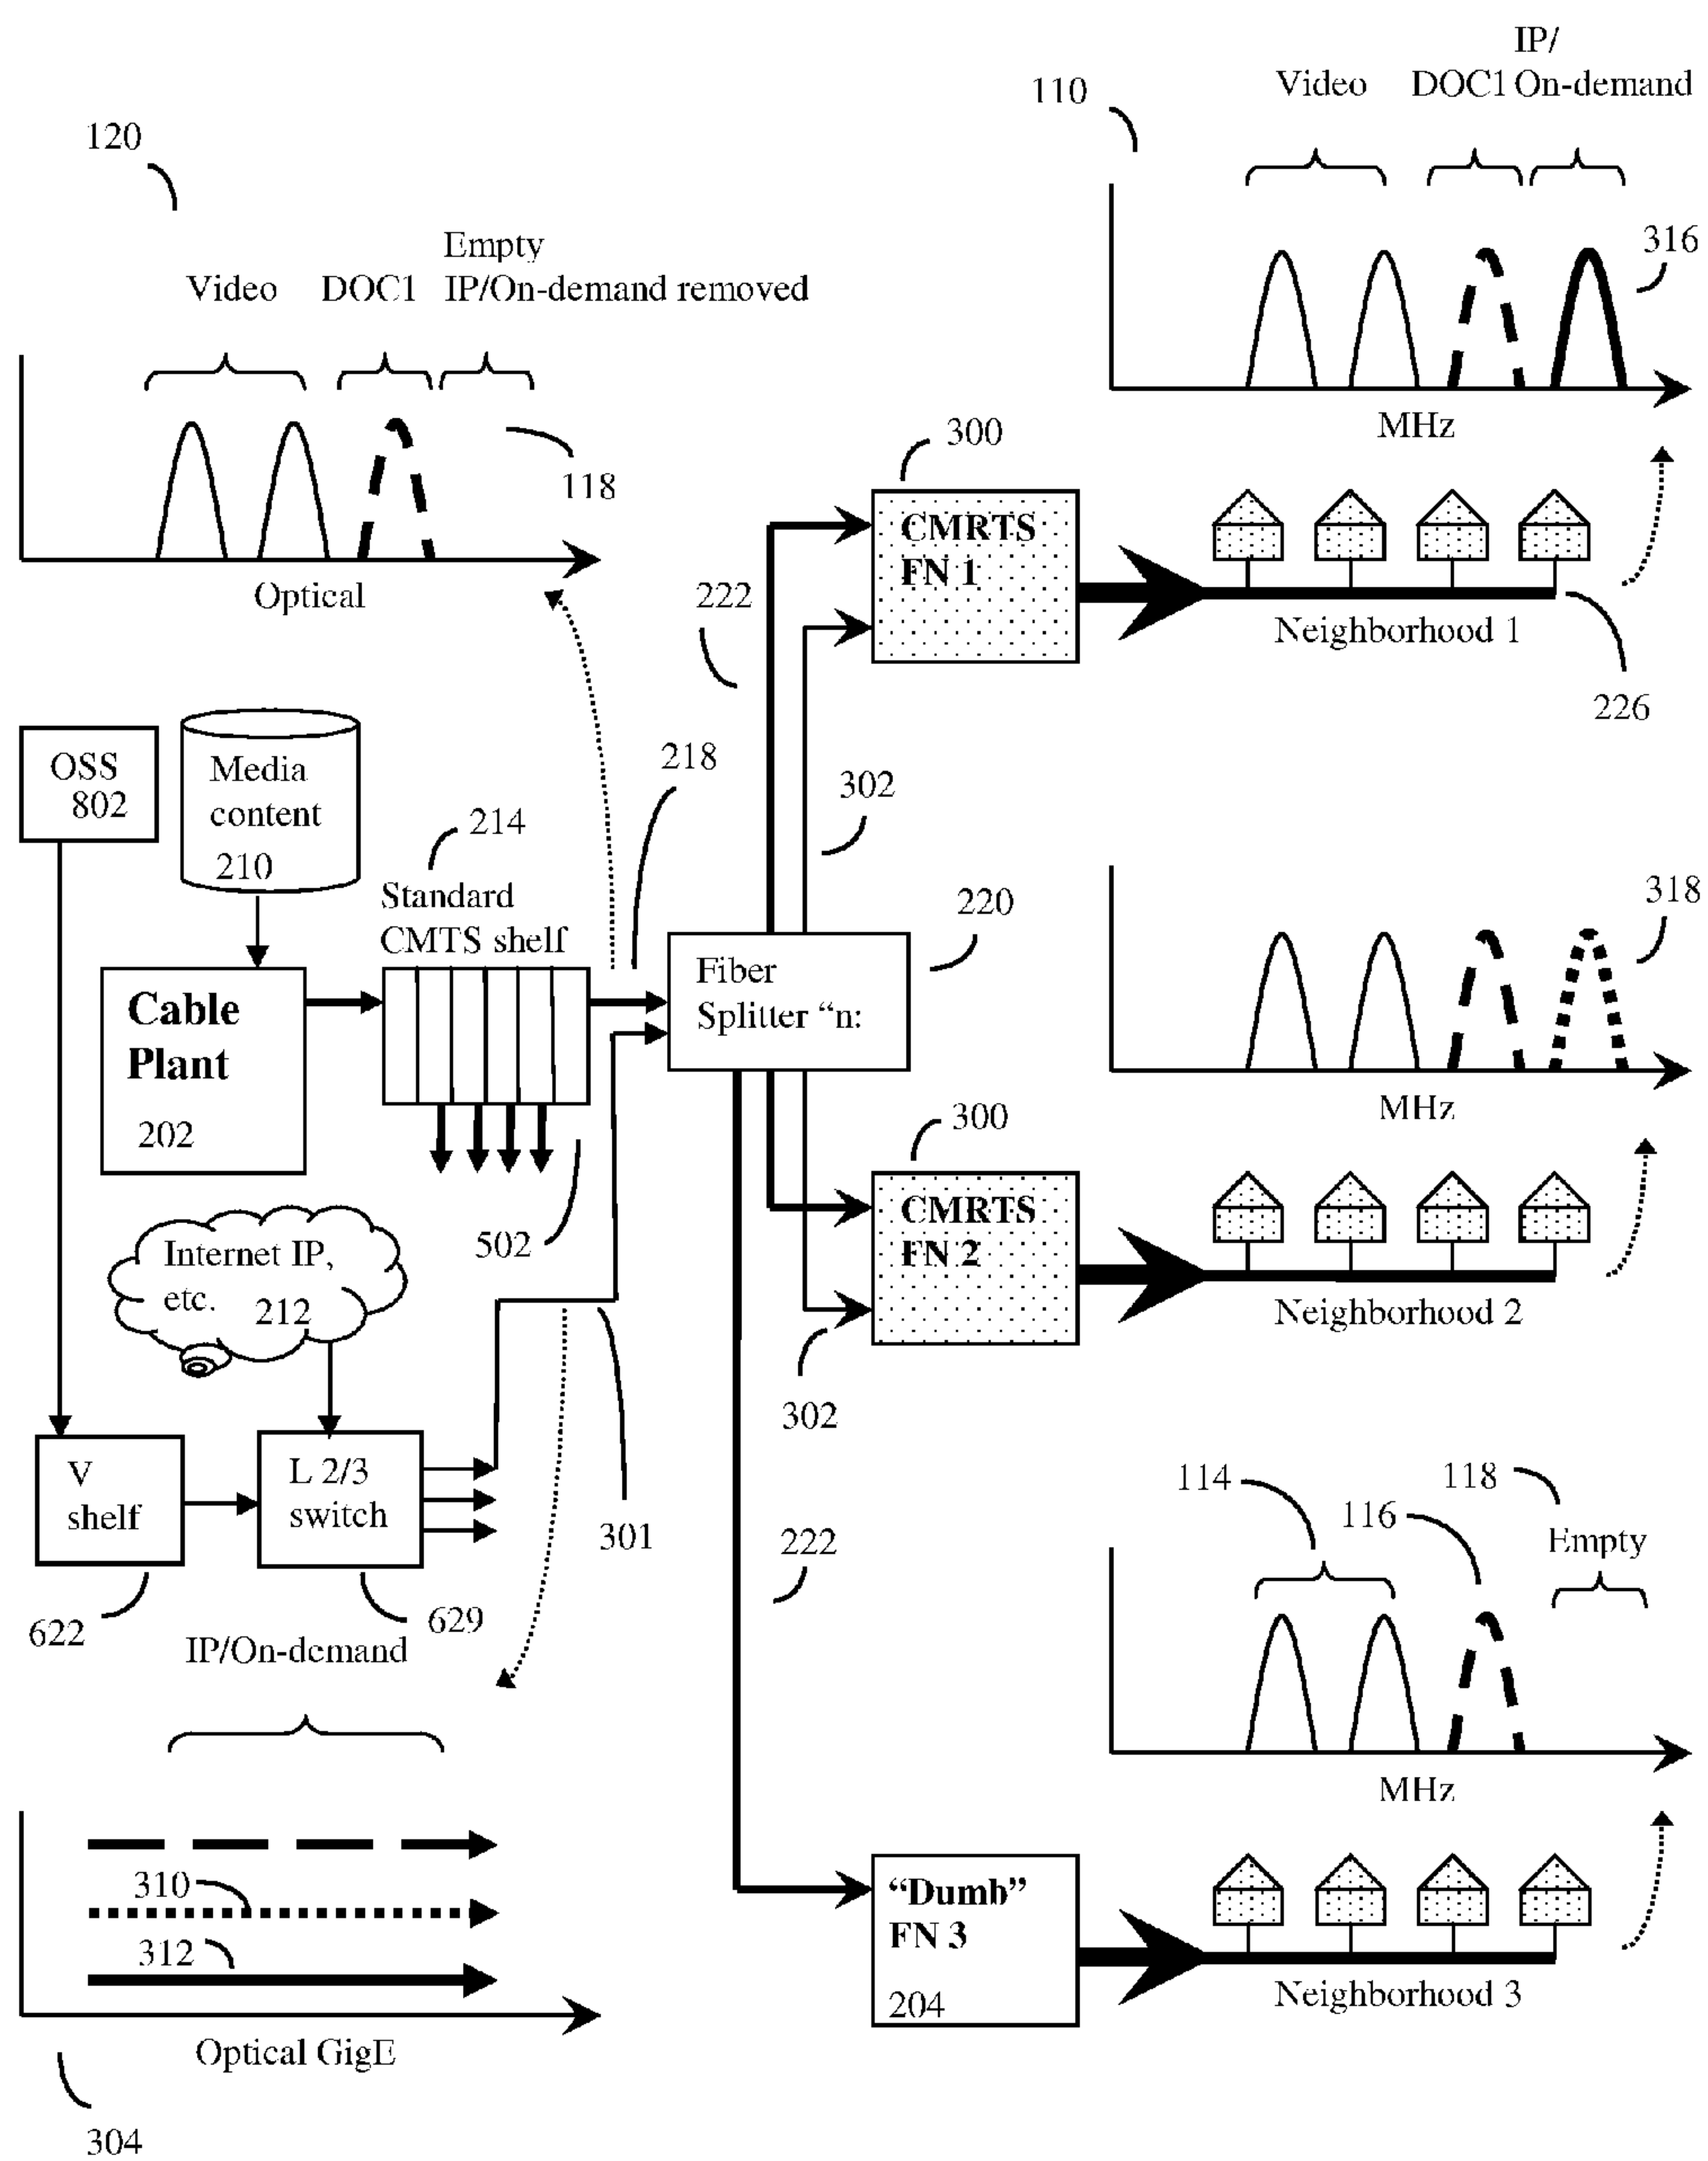 IP/
Video DOC1 On-demand
110
120
316
Empty
Video DOC1 IP/On-demand removed
MHz
300
118
CMRTS
FN 1
Optical
222
Neighborhood 1
226
OSS
802
Media
content
210
218
302
214
Standard
CMTS shelf
220
318
Fiber
Splitter “n:
Cable
Plant
202
MHz
300
502
CMRTS
FN 2
Internet IP,
etc. 212
Neighborhood 2
302
V
shelf
L 2/3
switch
301
114
118
116
Empty
222
622
629
IP/On-demand
MHz
310
312
“Dumb”
FN 3
204
Neighborhood 3
Optical GigE
304